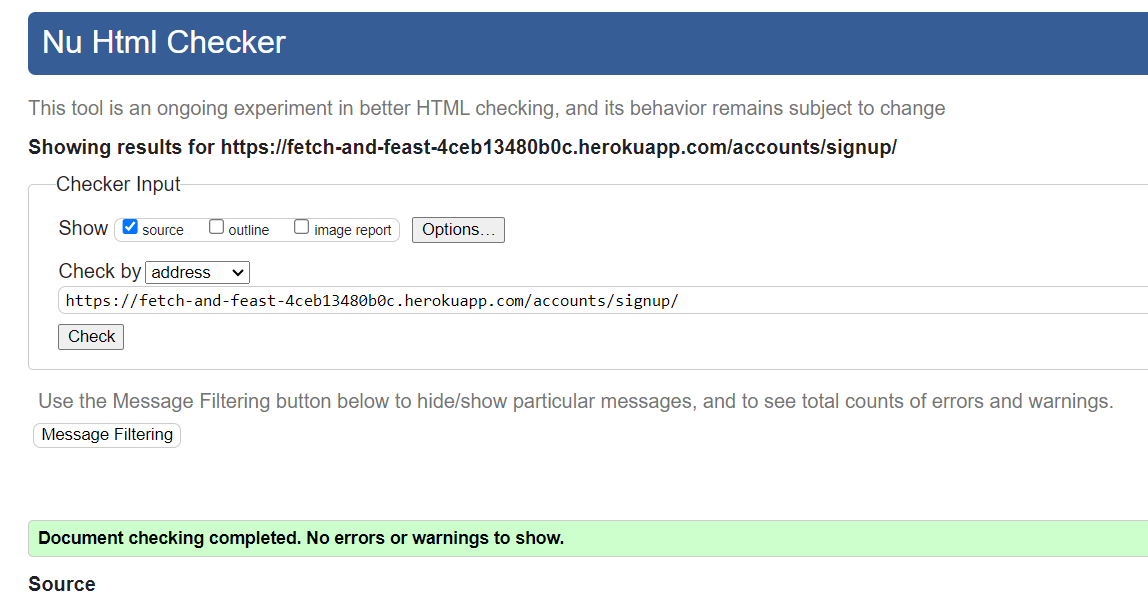 Nu Html Checker
This tool is an ongoing experiment in better HTML checking, and its behavior remains subject to change
Showing results for https://fetch-and-feast-4ceb13480b0c.herokuapp.com/accounts/signup/
Checker Input
Show source outline image report Options...
Check by address
https://fetch-and-feast-4ceb13480b0c.herokuapp.com/accounts/signup/
Check
Use the Message Filtering button below to hide/show particular messages, and to see total counts of errors and warnings.
Message Filtering
Document checking completed. No errors or warnings to show.
Source